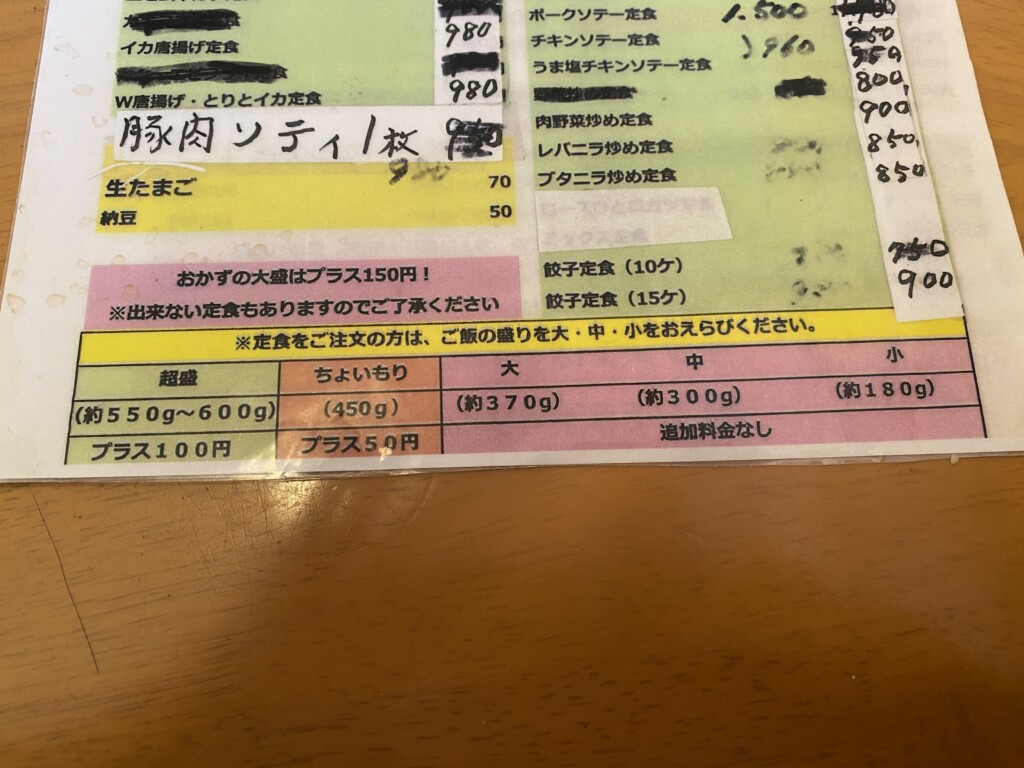 イカ唐揚げ定食 980
W唐揚げ・とりとイカ定食 980
豚肉ソティ1枚
980
生たまご 70
納豆 50
おかずの大盛はプラス150円！
※出来ない定食もありますのでご了承ください
ポークソテー定食 1.500
チキンソテー定食
うま塩チキンソテー定食
800
肉野菜炒め定食 900
レバニラ炒め定食 850
ブタニラ炒め定食 850
餃子定食（10ケ） 750
餃子定食（15ケ） 900
※定食をご注文の方は、ご飯の盛りを大・中・小をおえらびください。
超盛 ちょいもり 大 中 小
（約５５０g～６００g） （450g） （約３７０g） （約３００g） （約１８０g）
プラス１００円 プラス５０円 追加料金なし